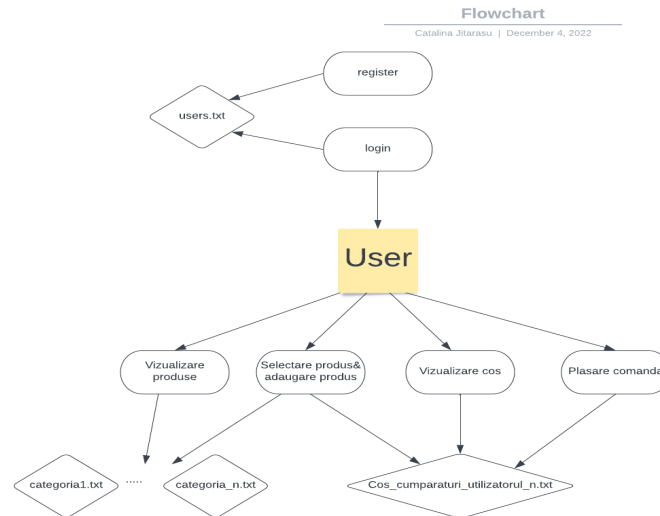 Flowchart
Catalina Jitarasu | December 4, 2022
register
users.txt
login
User
Vizualizare
produse
Selectare produs&
adaugare produs
Vizualizare cos
Plasare comanda
categoria1.txt
.....
categoria_n.txt
Cos_cumparaturi_utilizatorul_n.txt